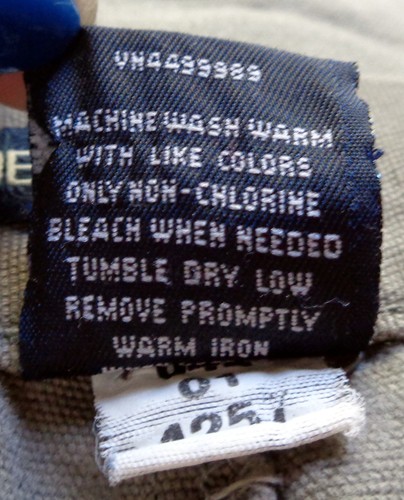 VN4499989
MACHINE WASH WARM
WITH LIKE COLORS
ONLY NON-CHLORINE
BLEACH WHEN NEEDED
TUMBLE DRY LOW
REMOVE PROMPTLY
WARM IRON